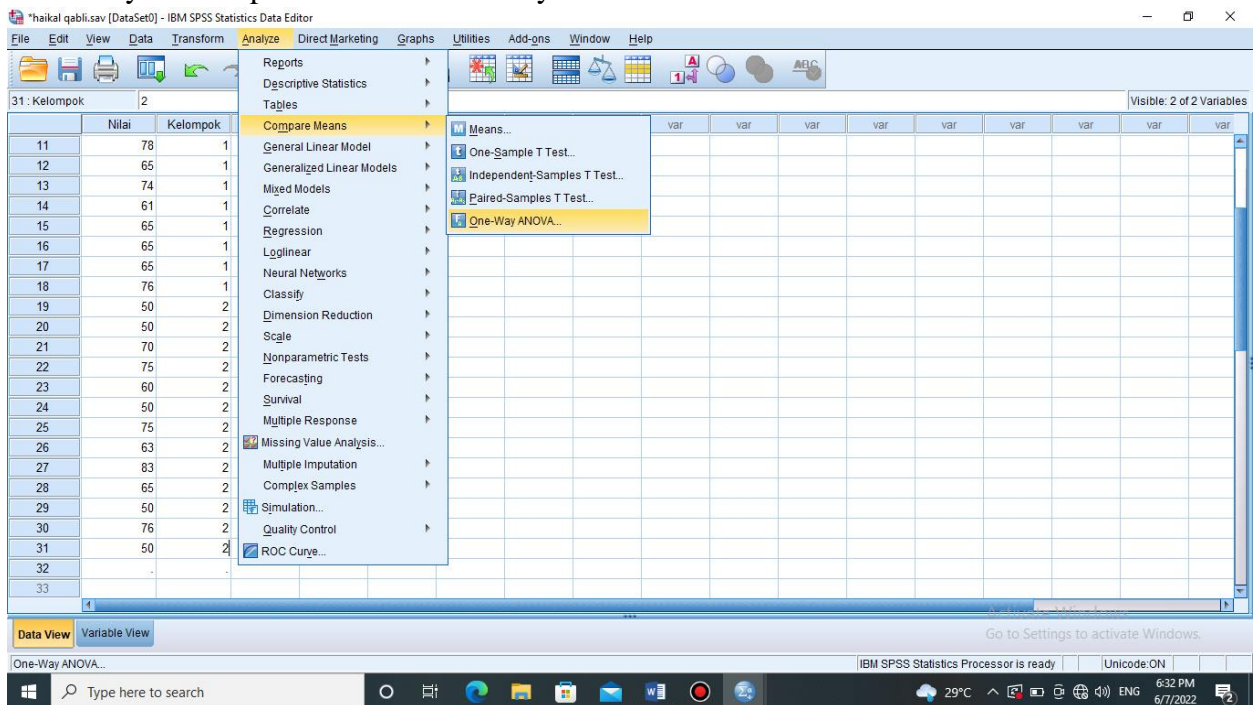 *haikal qabli.sav [DataSet0] - IBM SPSS Statistics Data Editor
File Edit View Data Transform Analyze Direct Marketing Graphs Utilities Add-ons Window Help
31 : Kelompok 2 Visible: 2 of 2 Variables
Nilai Kelompok var var var var var var var var var
11 78 1
12 65 1
13 74 1
14 61 1
15 65 1
16 65 1
17 65 1
18 76 1
19 50 2
20 50 2
21 70 2
22 75 2
23 60 2
24 50 2
25 75 2
26 63 2
27 83 2
28 65 2
29 50 2
30 76 2
31 50 2
32 . .
33
Reports
Descriptive Statistics
Tables
Compare Means
General Linear Model
Generalized Linear Models
Mixed Models
Correlate
Regression
Loglinear
Neural Networks
Classify
Dimension Reduction
Scale
Nonparametric Tests
Forecasting
Survival
Multiple Response
Missing Value Analysis...
Multiple Imputation
Complex Samples
Simulation...
Quality Control
ROC Curve...
Means...
One-Sample T Test...
Independent-Samples T Test...
Paired-Samples T Test...
One-Way ANOVA...
Data View Variable View
Go to Settings to activate Windows.
One-Way ANOVA... IBM SPSS Statistics Processor is ready Unicode:ON
Type here to search 29°C ENG 6:32 PM
6/7/2022